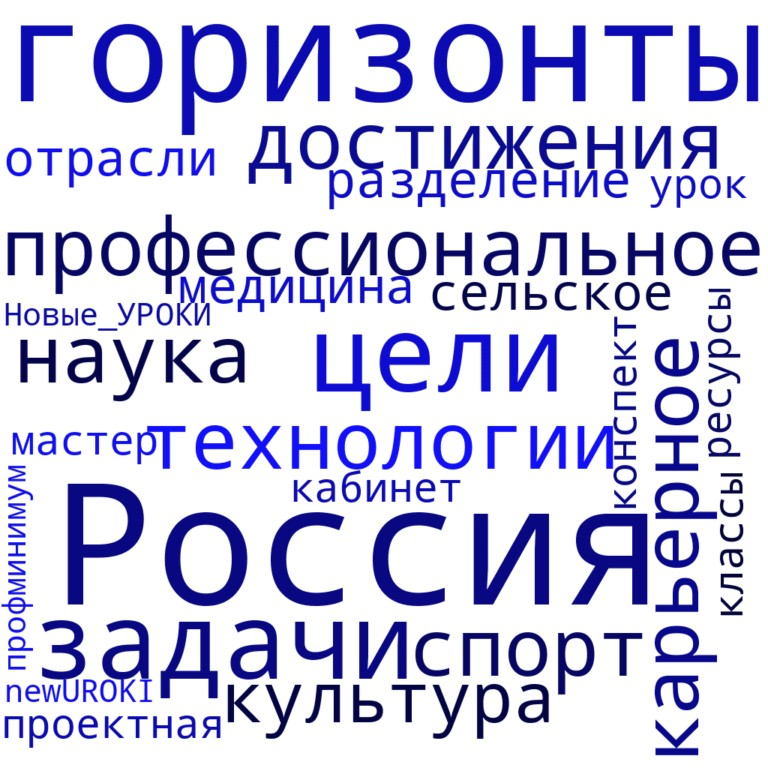 горизонты
достижения
отрасли
разделение
урок
профессиональное
медицина
сельское
Новые_УРОКИ
наука
цели
конспект
ресурсы
карьерное
мастер
технологии
кабинет
классы
Россия
профминимум
задачи
спорт
newUROKI
культура
проектная